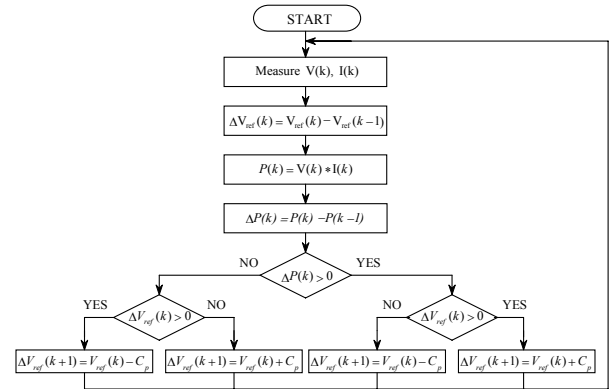 START
Measure V(k), I(k)
ΔV_ref(k) = V_ref(k) − V_ref(k−1)
P(k) = V(k) * I(k)
ΔP(k) = P(k) − P(k−1)
NO
ΔP(k) > 0
YES
YES
ΔV_ref(k) > 0
NO
NO
ΔV_ref(k) > 0
YES
ΔV_ref(k+1) = V_ref(k) − C_p
ΔV_ref(k+1) = V_ref(k) + C_p
ΔV_ref(k+1) = V_ref(k) − C_p
ΔV_ref(k+1) = V_ref(k) + C_p